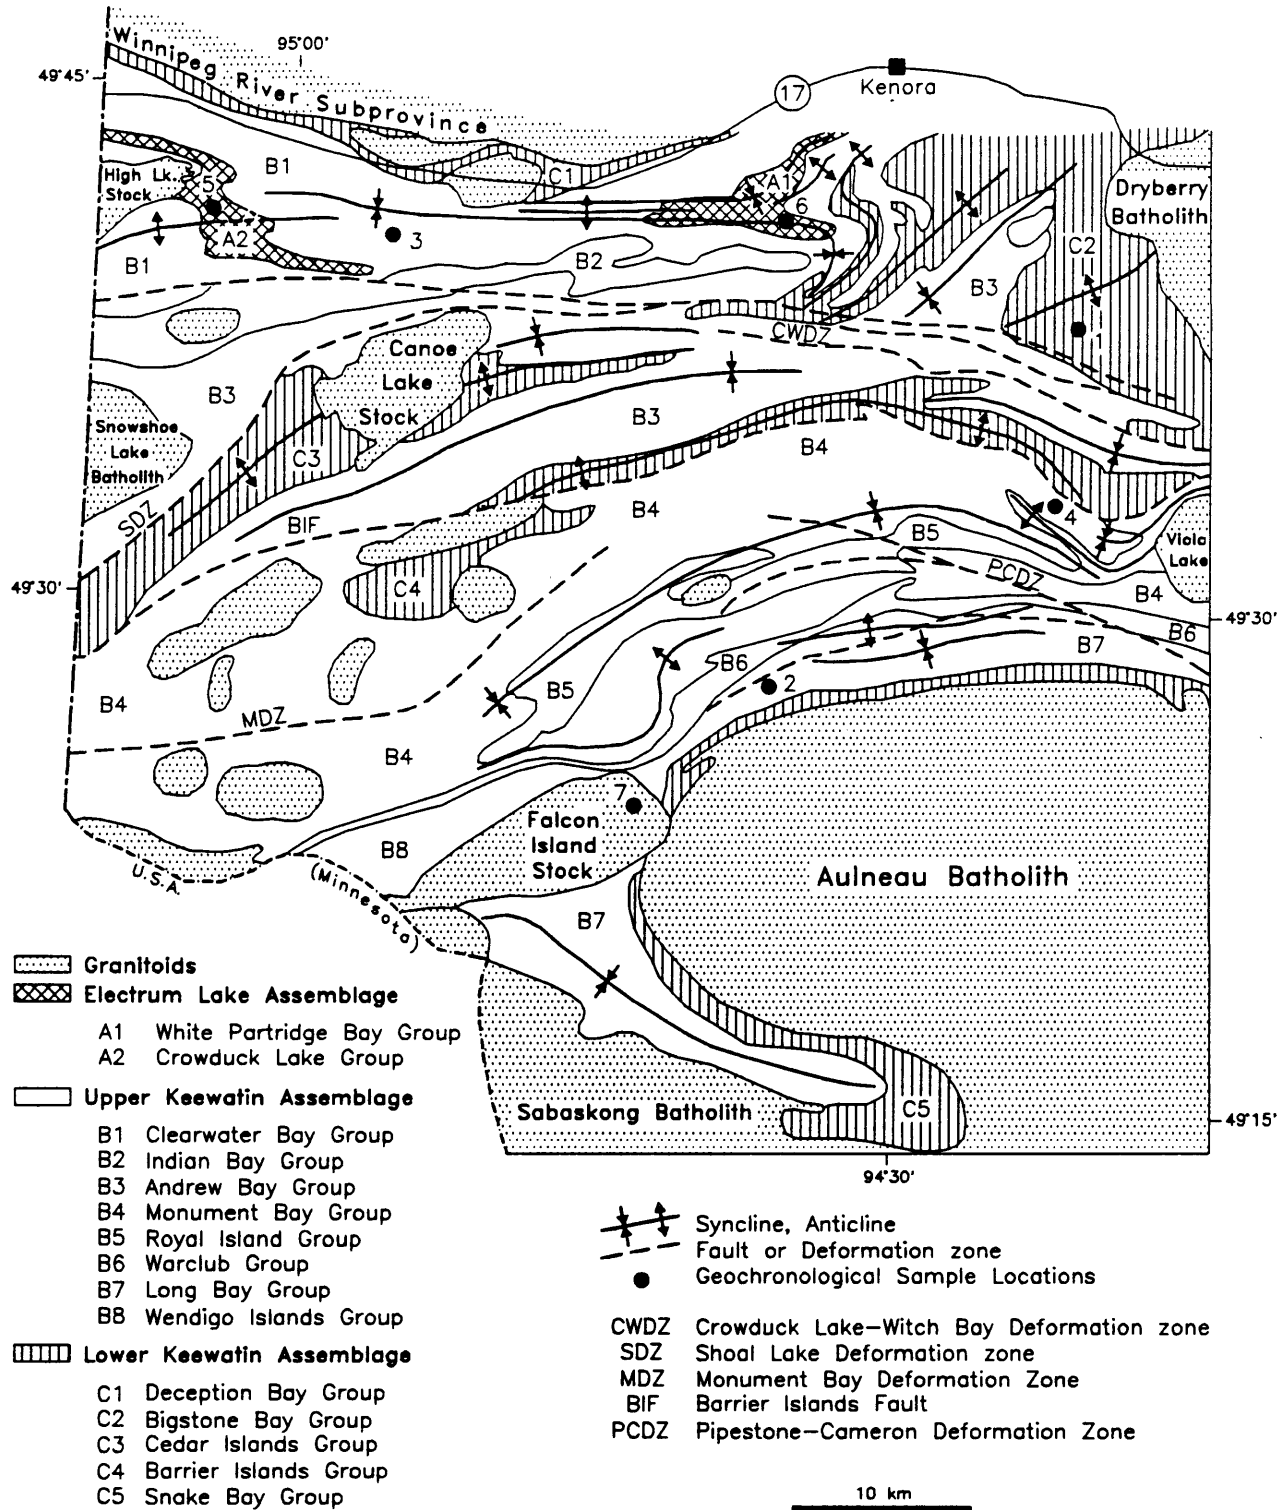 Winnipeg River Subprovince
95°00'
49°45'
17
Kenora
B1
C1
A1
High Lk.
Stock
5
6
Dryberry
Batholith
A2
3
C2
B1
B2
B3
1
CWDZ
Canoe
Lake
Stock
B3
B3
Snowshoe
Lake
Batholith
C3
B4
SDZ
BIF
B4
4
B5
Viola
Lake
PCDZ
49°30'
C4
B4
49°30'
B6
B7
B6
B5
2
B4
MDZ
B4
7
Falcon
Island
Stock
B8
U.S.A.
(Minnesota)
Aulneau Batholith
B7
Sabaskong Batholith
C5
49°15'
94°30'
Granitoids
Electrum Lake Assemblage
A1 White Partridge Bay Group
A2 Crowduck Lake Group
Upper Keewatin Assemblage
B1 Clearwater Bay Group
B2 Indian Bay Group
B3 Andrew Bay Group
B4 Monument Bay Group
B5 Royal Island Group
B6 Warclub Group
B7 Long Bay Group
B8 Wendigo Islands Group
Lower Keewatin Assemblage
C1 Deception Bay Group
C2 Bigstone Bay Group
C3 Cedar Islands Group
C4 Barrier Islands Group
C5 Snake Bay Group
Syncline, Anticline
Fault or Deformation zone
Geochronological Sample Locations
CWDZ Crowduck Lake-Witch Bay Deformation zone
SDZ Shoal Lake Deformation zone
MDZ Monument Bay Deformation Zone
BIF Barrier Islands Fault
PCDZ Pipestone-Cameron Deformation Zone
10 km